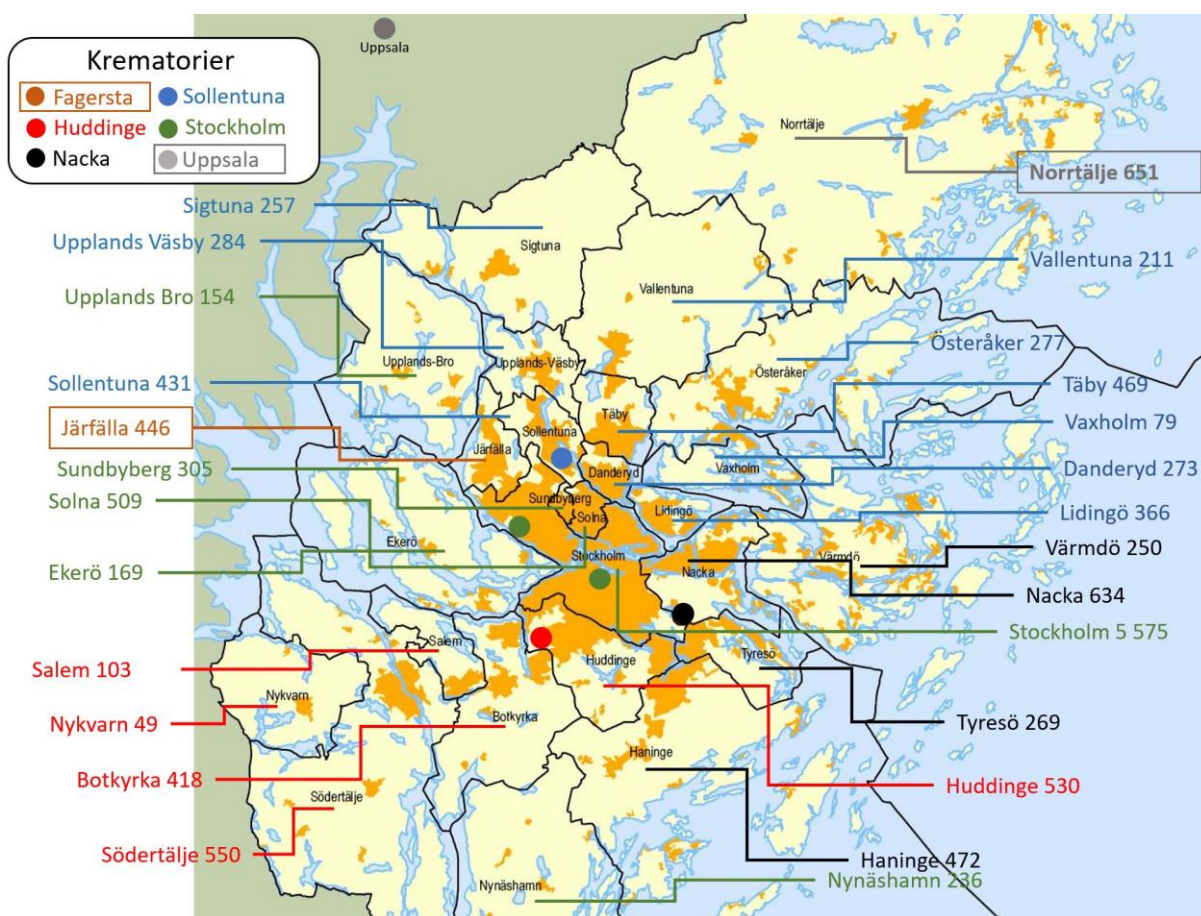 Uppsala
Krematorier
Fagersta
Sollentuna
Huddinge
Stockholm
Nacka
Uppsala
Norrtälje
Norrtälje 651
Sigtuna 257
Sigtuna
Upplands Väsby 284
Vallentuna 211
Vallentuna
Upplands Bro 154
Upplands-Bro
Upplands-Väsby
Österåker 277
Österåker
Sollentuna 431
Täby 469
Täby
Järfälla 446
Vaxholm 79
Sollentuna
Järfälla
Sundbyberg 305
Danderyd
Vaxholm
Danderyd 273
Solna 509
Sundbyberg
Lidingö
Lidingö 366
Solna
Ekerö
Stockholm
Värmdö
Värmdö 250
Ekerö 169
Nacka
Nacka 634
Stockholm 5 575
Salem
Salem 103
Huddinge
Tyresö
Nykvarn
Nykvarn 49
Botkyrka
Tyresö 269
Haninge
Botkyrka 418
Huddinge 530
Södertälje
Södertälje 550
Haninge 472
Nynäshamn
Nynäshamn 236